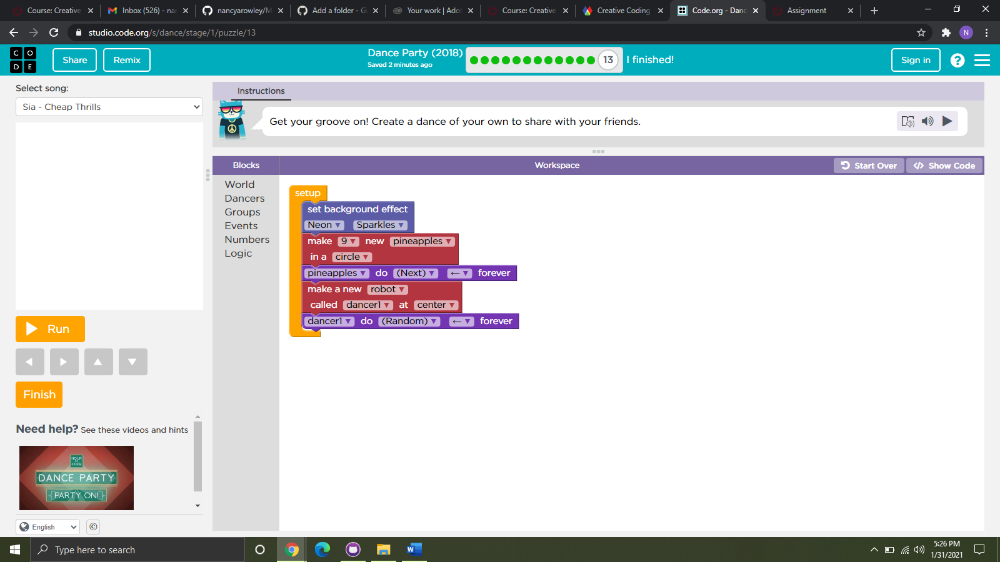 Course: Creative
Inbox (526) - nar
nancyarowley/M
Add a folder - G
Your work | Ado
Course: Creative
Creative Coding
Code.org - Danc
Assignment
studio.code.org/s/dance/stage/1/puzzle/13
N
C O
D E
Share
Remix
Dance Party (2018)
Saved 2 minutes ago
13
I finished!
Sign in
?
Select song:
Sia - Cheap Thrills
Instructions
Get your groove on! Create a dance of your own to share with your friends.
Blocks
Workspace
Start Over
</> Show Code
World
Dancers
Groups
Events
Numbers
Logic
setup
set background effect
Neon Sparkles
make 9 new pineapples
in a circle
pineapples do (Next) ← forever
make a new robot
called dancer1 at center
dancer1 do (Random) ← forever
Run
Finish
Need help? See these videos and hints
HOUR
OF
CODE
DANCE PARTY
PARTY ON!
English
©
Type here to search
W
5:26 PM
1/31/2021